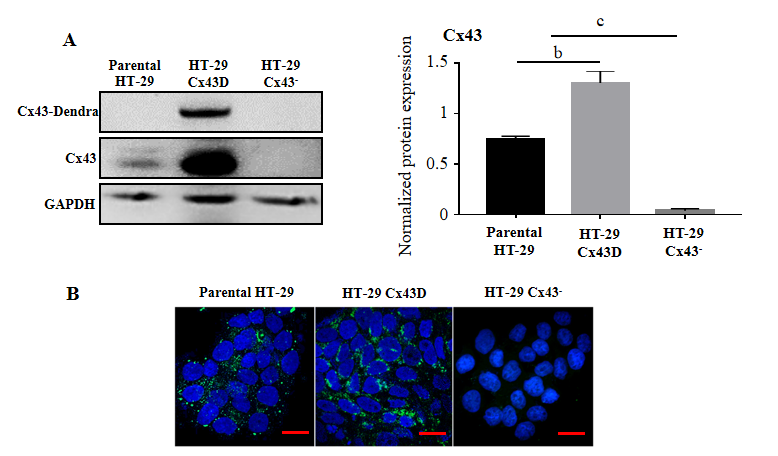 A
Parental
HT-29
HT-29
Cx43D
HT-29
Cx43-
Cx43-Dendra
Cx43
GAPDH
Cx43
c
b
Normalized protein expression
1.5
1
0.5
0
Parental
HT-29
HT-29
Cx43D
HT-29
Cx43-
B
Parental HT-29
HT-29 Cx43D
HT-29 Cx43-